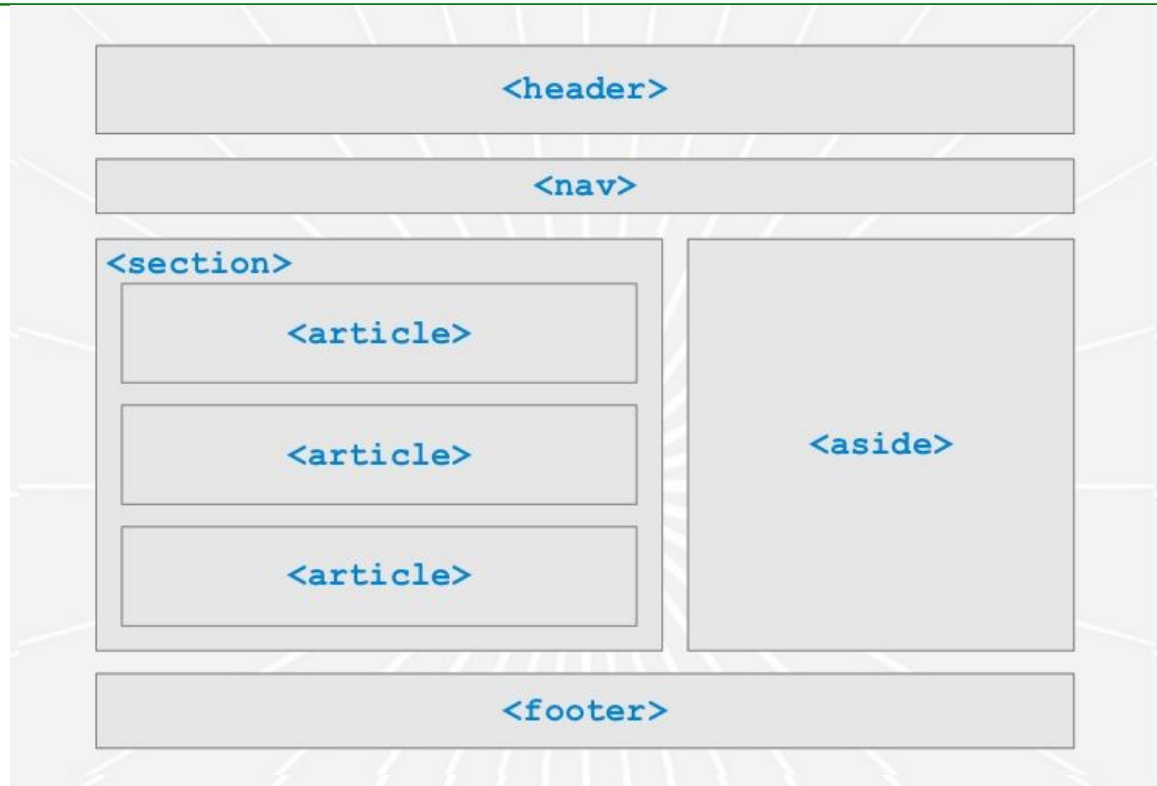 <header>
<nav>
<section>
<article>
<article>
<article>
<aside>
<footer>